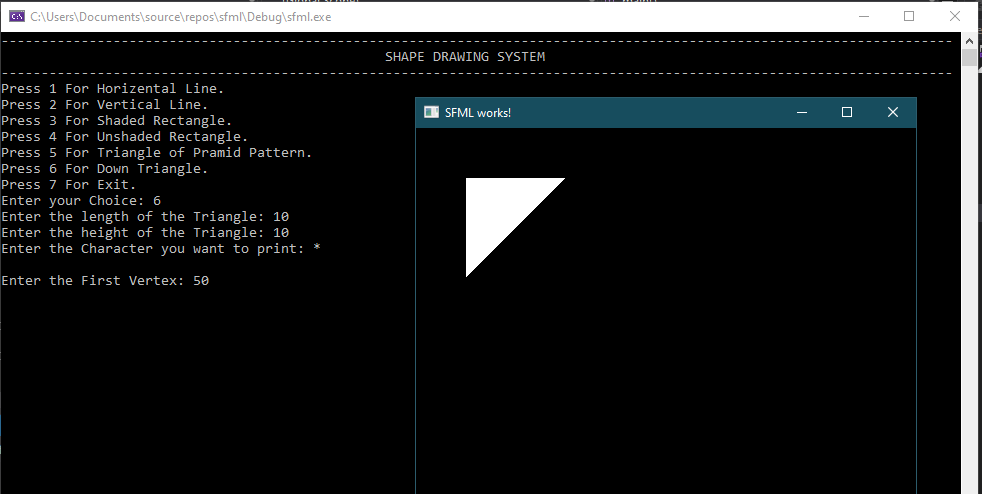 C:\Users\Documents\source\repos\sfml\Debug\sfml.exe
SHAPE DRAWING SYSTEM
Press 1 For Horizental Line.
Press 2 For Vertical Line.
Press 3 For Shaded Rectangle.
Press 4 For Unshaded Rectangle.
Press 5 For Triangle of Pramid Pattern.
Press 6 For Down Triangle.
Press 7 For Exit.
Enter your Choice: 6
Enter the length of the Triangle: 10
Enter the height of the Triangle: 10
Enter the Character you want to print: *
Enter the First Vertex: 50
SFML works!